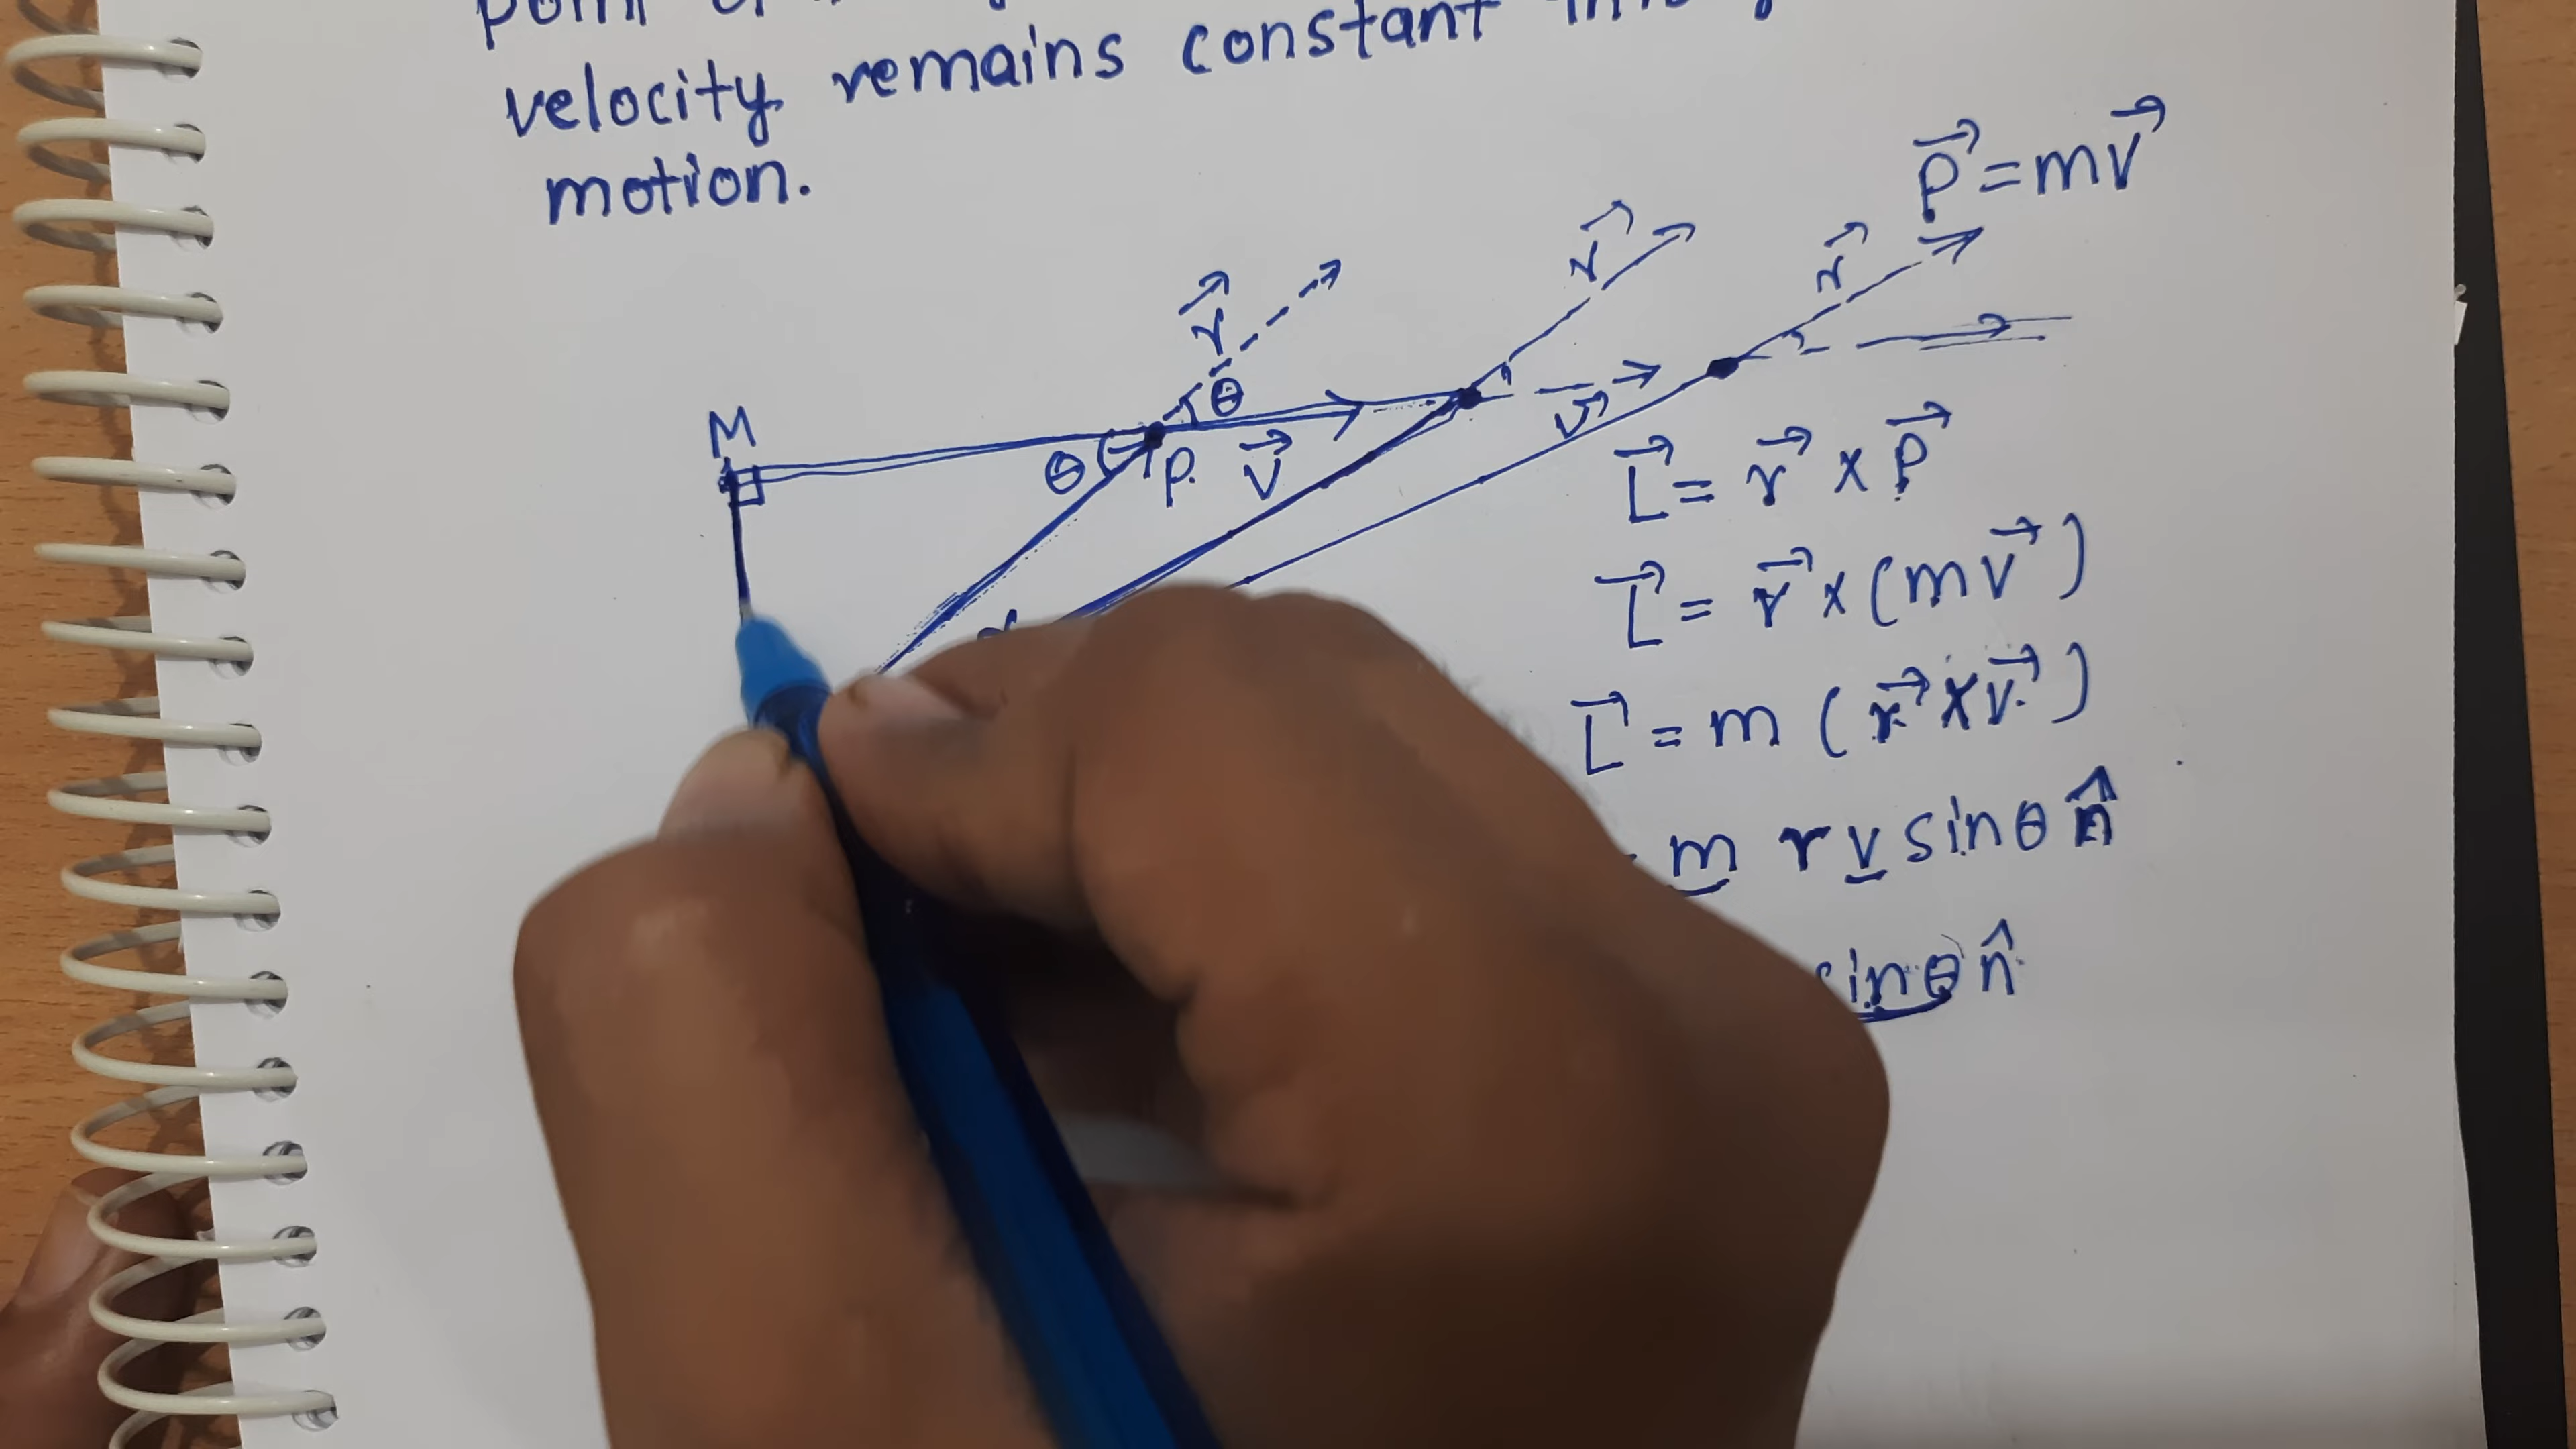 velocity remains constant
motion.
P⃗ = mv⃗
r⃗ r⃗ r⃗
M θ
θ P. v⃗ v⃗
L⃗ = r⃗ × P⃗
L⃗ = r⃗ × (mv⃗)
L⃗ = m (r⃗ × v⃗)
m r v sinθ n̂
sinθ n̂